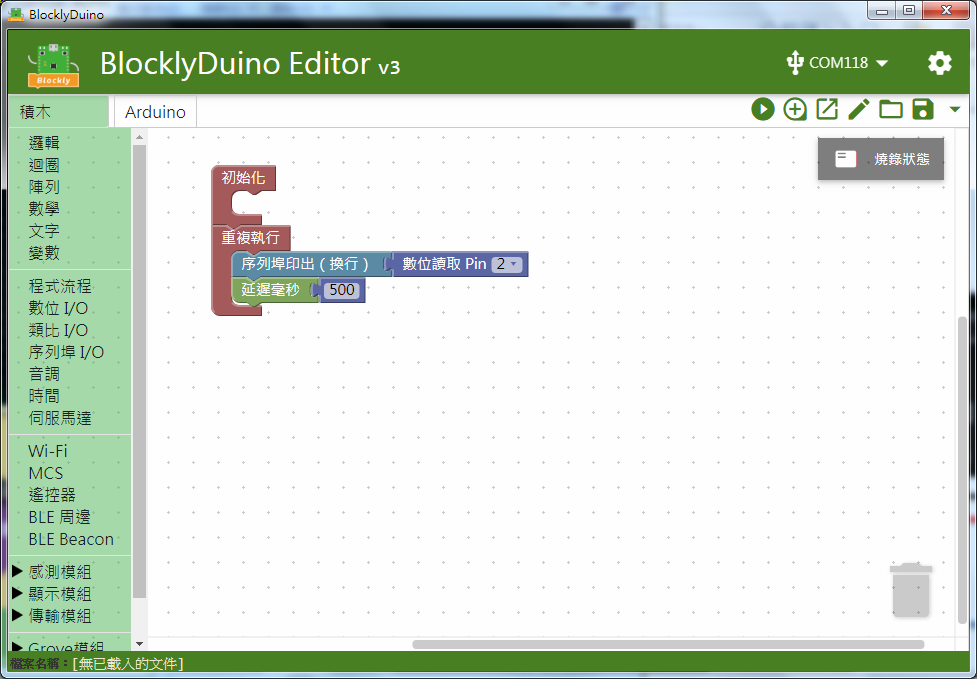 BlocklyDuino
Blockly
BlocklyDuino Editor v3
COM118
積木
Arduino
燒錄狀態
邏輯
迴圈
陣列
數學
文字
變數
程式流程
數位 I/O
類比 I/O
序列埠 I/O
音調
時間
伺服馬達
Wi-Fi
MCS
遙控器
BLE 周邊
BLE Beacon
感測模組
顯示模組
傳輸模組
Grove模組
初始化
重複執行
序列埠印出 ( 換行 ) 數位讀取 Pin 2
延遲毫秒 500
檔案名稱：[無已載入的文件]